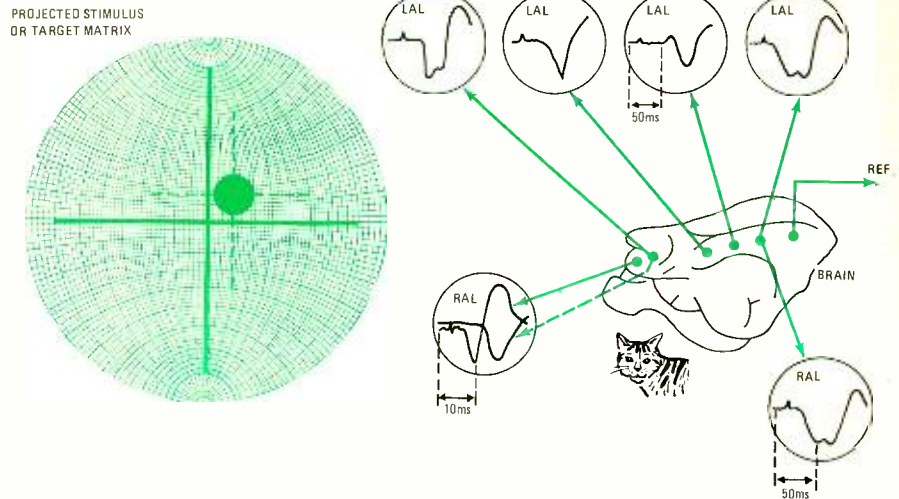 PROJECTED STIMULUS
OR TARGET MATRIX
LAL
LAL
LAL
LAL
50ms
REF
BRAIN
RAL
10ms
RAL
50ms